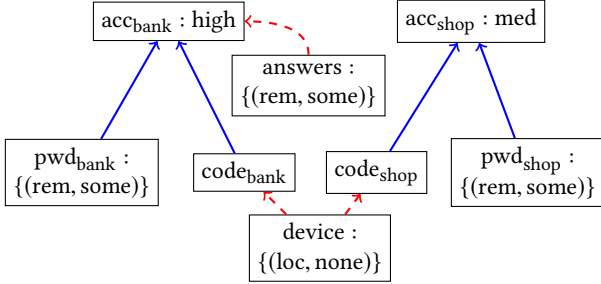 acc_bank : high
acc_shop : med
answers :
{(rem, some)}
pwd_bank :
{(rem, some)}
code_bank
code_shop
pwd_shop :
{(rem, some)}
device :
{(loc, none)}